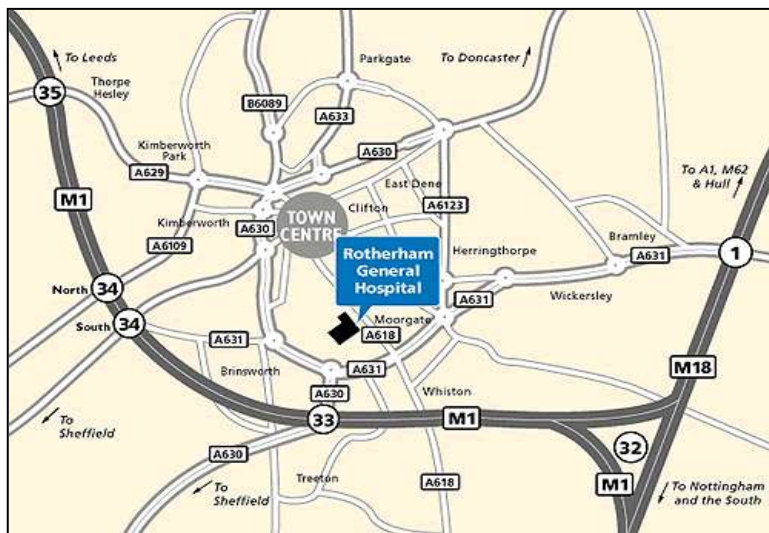 To Leeds
Parkgate
To Doncaster
Thorpe
Hesley
35
B6089
A633
Kimberworth
Park
A630
To A1, M62
& Hull
A629
East Dene
M1
Kimberworth
TOWN
CENTRE
Clifton
A6123
A630
Bramley
A6109
Rotherham
General
Hospital
Herringthorpe
A631
1
North
34
A631
Wickersley
South
34
Moorgate
A618
A631
M18
Brinsworth
A631
A630
Whiston
33
M1
To
Sheffield
32
A630
Treeton
A618
M1
To
Sheffield
To Nottingham
and the South